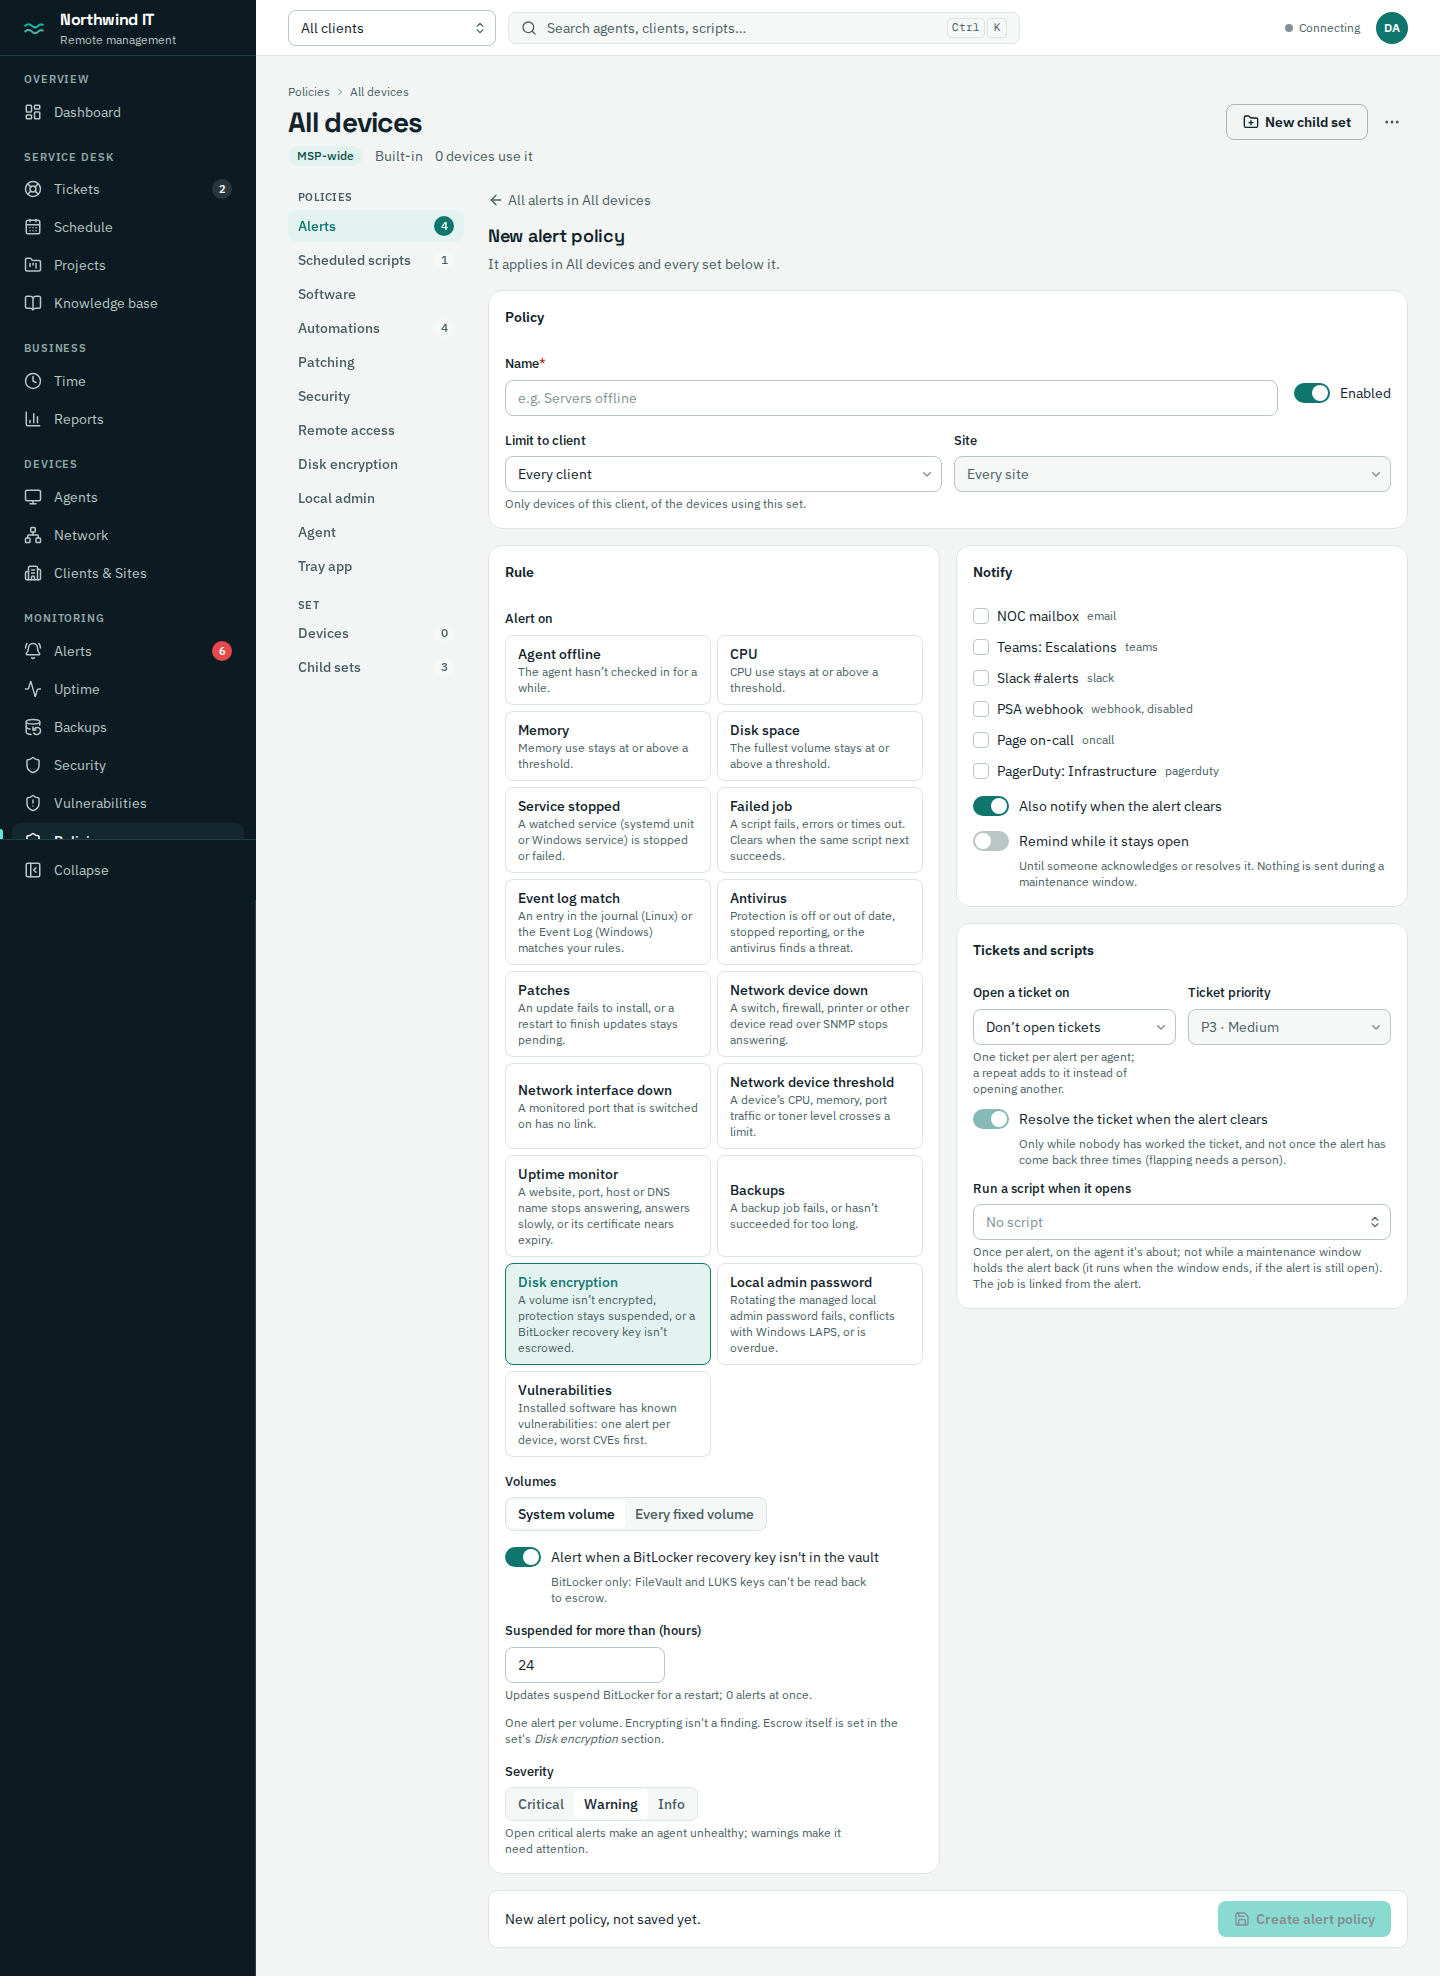 Northwind IT
Remote management
OVERVIEW
Dashboard
SERVICE DESK
Tickets
2
Schedule
Projects
Knowledge base
BUSINESS
Time
Reports
DEVICES
Agents
Network
Clients & Sites
MONITORING
Alerts
6
Uptime
Backups
Security
Vulnerabilities
Collapse
All clients
Search agents, clients, scripts...
Ctrl K
Connecting
DA
Policies > All devices
All devices
New child set
MSP-wide Built-in 0 devices use it
POLICIES
Alerts 4
Scheduled scripts 1
Software
Automations 4
Patching
Security
Remote access
Disk encryption
Local admin
Agent
Tray app
SET
Devices 0
Child sets 3
← All alerts in All devices
New alert policy
It applies in All devices and every set below it.
Policy
Name*
e.g. Servers offline
Enabled
Limit to client
Every client
Only devices of this client, of the devices using this set.
Site
Every site
Rule
Alert on
Agent offline
The agent hasn't checked in for a
while.
CPU
CPU use stays at or above a
threshold.
Memory
Memory use stays at or above a
threshold.
Disk space
The fullest volume stays at or
above a threshold.
Service stopped
A watched service (systemd unit
or Windows service) is stopped
or failed.
Failed job
A script fails, errors or times out.
Clears when the same script next
succeeds.
Event log match
An entry in the journal (Linux) or
the Event Log (Windows)
matches your rules.
Antivirus
Protection is off or out of date,
stopped reporting, or the
antivirus finds a threat.
Patches
An update fails to install, or a
restart to finish updates stays
pending.
Network device down
A switch, firewall, printer or other
device read over SNMP stops
answering.
Network interface down
A monitored port that is switched
on has no link.
Network device threshold
A device's CPU, memory, port
traffic or toner level crosses a
limit.
Uptime monitor
A website, port, host or DNS
name stops answering, answers
slowly, or its certificate nears
expiry.
Backups
A backup job fails, or hasn't
succeeded for too long.
Disk encryption
A volume isn't encrypted,
protection stays suspended, or a
BitLocker recovery key isn't
escrowed.
Local admin password
Rotating the managed local
admin password fails, conflicts
with Windows LAPS, or is
overdue.
Vulnerabilities
Installed software has known
vulnerabilities: one alert per
device, worst CVEs first.
Volumes
System volume Every fixed volume
Alert when a BitLocker recovery key isn't in the vault
BitLocker only: FileVault and LUKS keys can't be read back
to escrow.
Suspended for more than (hours)
24
Updates suspend BitLocker for a restart; 0 alerts at once.
One alert per volume. Encrypting isn't a finding. Escrow itself is set in the
set's Disk encryption section.
Severity
Critical Warning Info
Open critical alerts make an agent unhealthy; warnings make it
need attention.
Notify
NOC mailbox email
Teams: Escalations teams
Slack #alerts slack
PSA webhook webhook, disabled
Page on-call oncall
PagerDuty: Infrastructure pagerduty
Also notify when the alert clears
Remind while it stays open
Until someone acknowledges or resolves it. Nothing is sent during a
maintenance window.
Tickets and scripts
Open a ticket on
Don't open tickets
One ticket per alert per agent;
a repeat adds to it instead of
opening another.
Ticket priority
P3 · Medium
Resolve the ticket when the alert clears
Only while nobody has worked the ticket, and not once the alert has
come back three times (flapping needs a person).
Run a script when it opens
No script
Once per alert, on the agent it's about; not while a maintenance window
holds the alert back (it runs when the window ends, if the alert is still open).
The job is linked from the alert.
New alert policy, not saved yet.
Create alert policy